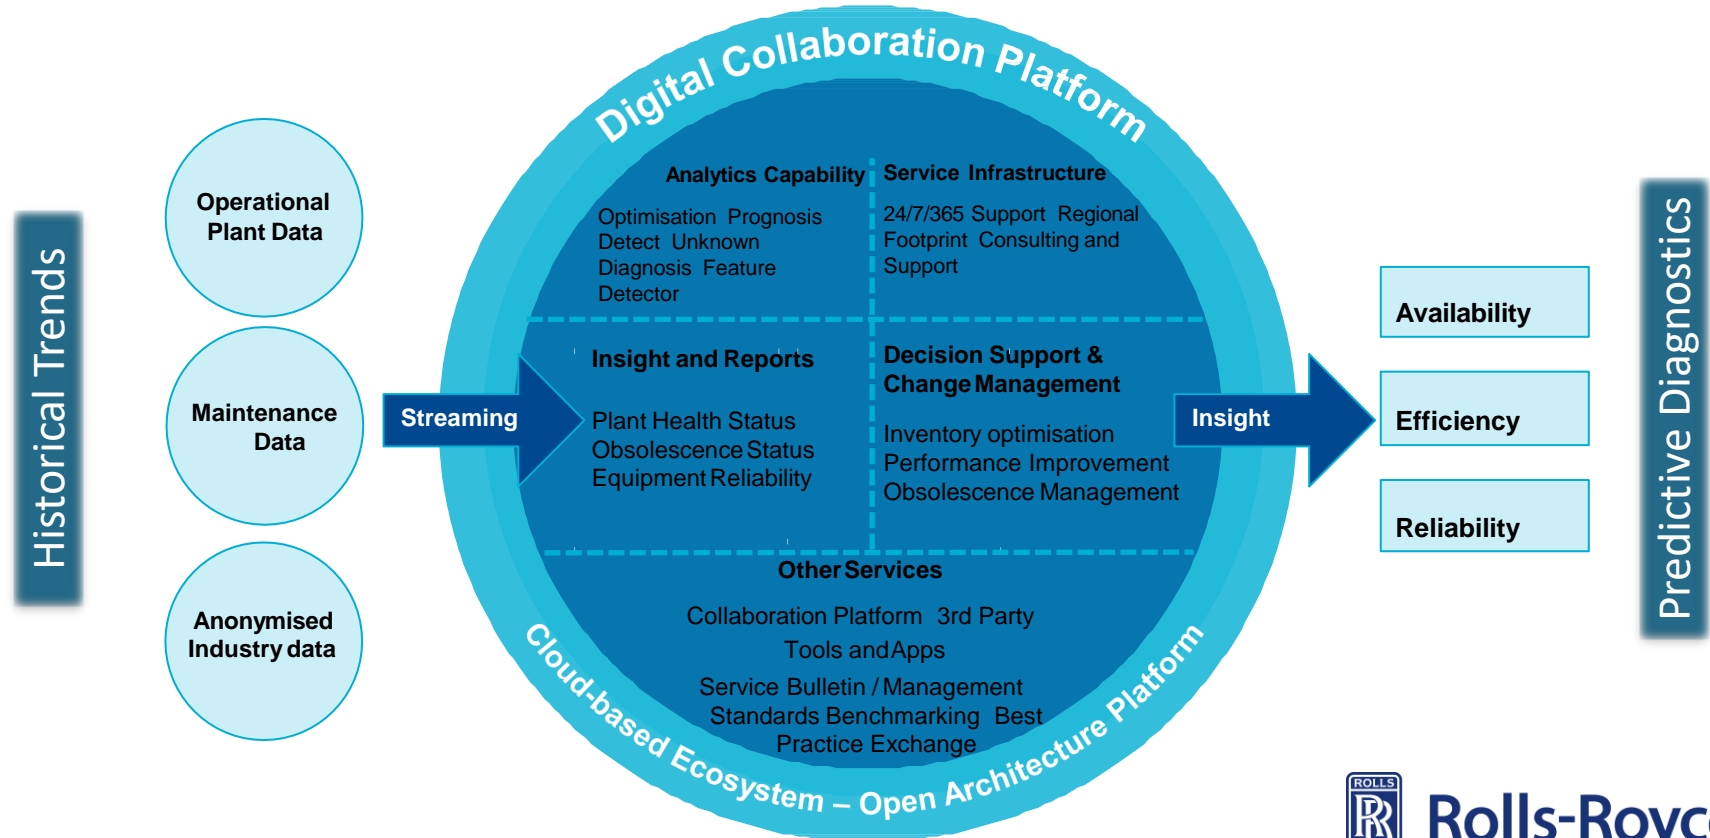 Digital Collaboration Platform
Historical Trends
Operational
Plant Data
Maintenance
Data
Anonymised
Industry data
Streaming
Analytics Capability
Optimisation Prognosis
Detect Unknown
Diagnosis Feature
Detector
Service Infrastructure
24/7/365 Support Regional
Footprint Consulting and
Support
Insight and Reports
Plant Health Status
Obsolescence Status
Equipment Reliability
Decision Support &
Change Management
Inventory optimisation
Performance Improvement
Obsolescence Management
Other Services
Collaboration Platform 3rd Party
Tools and Apps
Service Bulletin / Management
Standards Benchmarking Best
Practice Exchange
Cloud-based Ecosystem – Open Architecture Platform
Insight
Availability
Efficiency
Reliability
Predictive Diagnostics
ROLLS
RR
Rolls-Royce